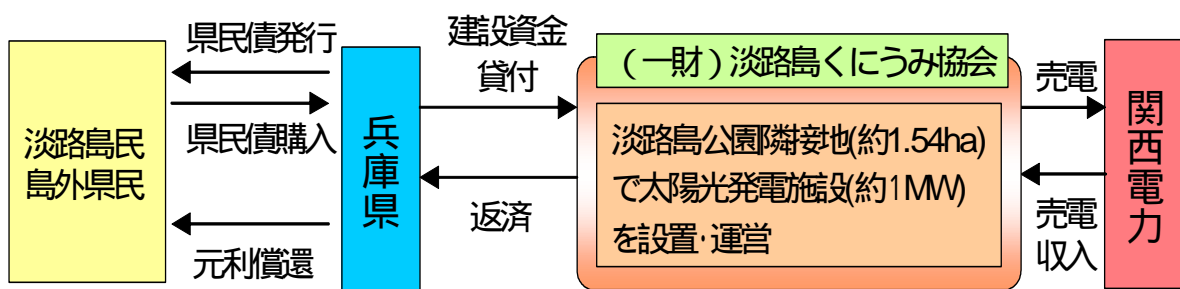 淡路島民
島外県民
県民債発行
県民債購入
元利償還
兵庫県
建設資金
貸付
返済
(一財)淡路島くにうみ協会
淡路島公園隣接地(約1.54ha)
で太陽光発電施設(約1MW)
を設置・運営
売電
売電
収入
関西電力